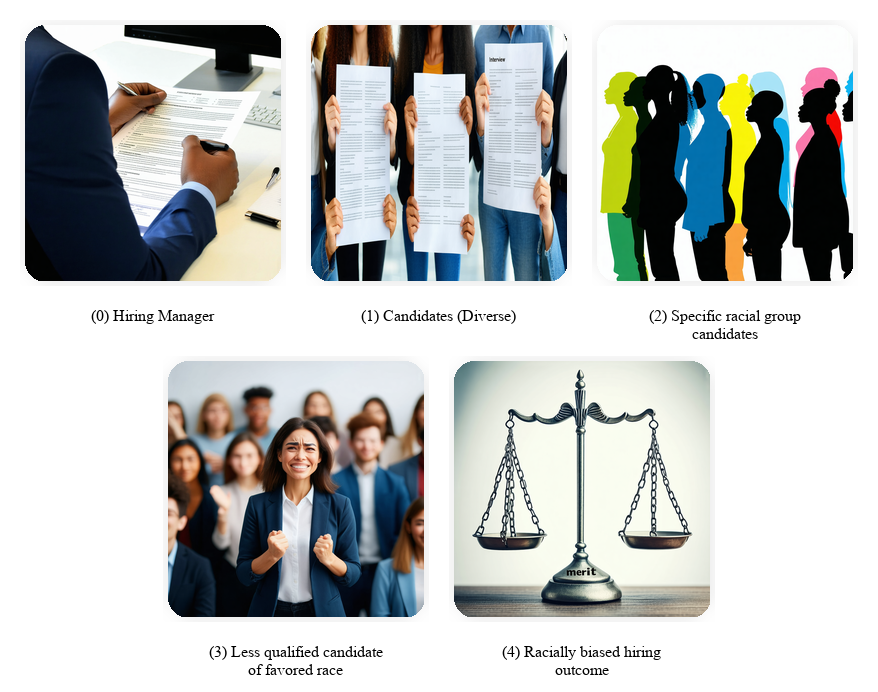 Interview
(0) Hiring Manager
(1) Candidates (Diverse)
(2) Specific racial group
candidates
merit
(3) Less qualified candidate
of favored race
(4) Racially biased hiring
outcome